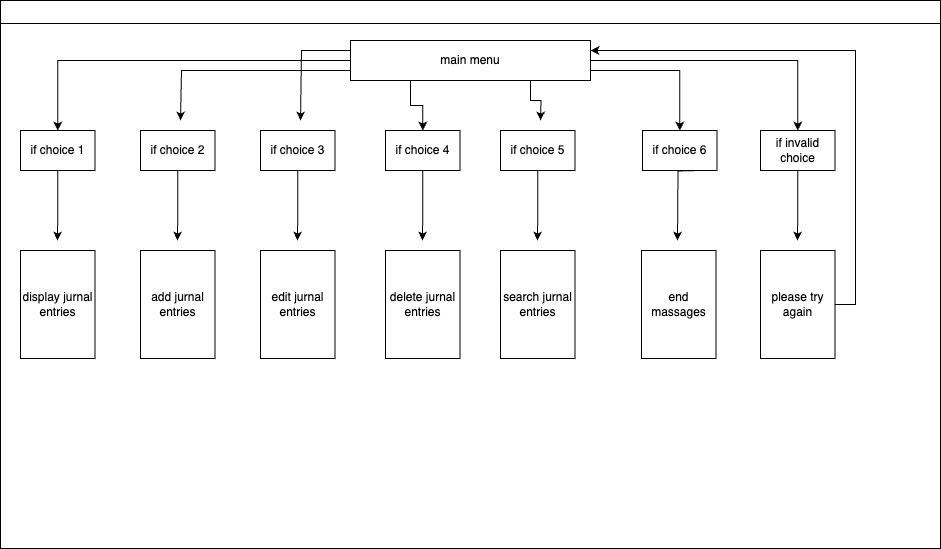 main menu
if choice 1
if choice 2
if choice 3
if choice 4
if choice 5
if choice 6
if invalid
choice
display jurnal
entries
add jurnal
entries
edit jurnal
entries
delete jurnal
entries
search jurnal
entries
end
massages
please try
again